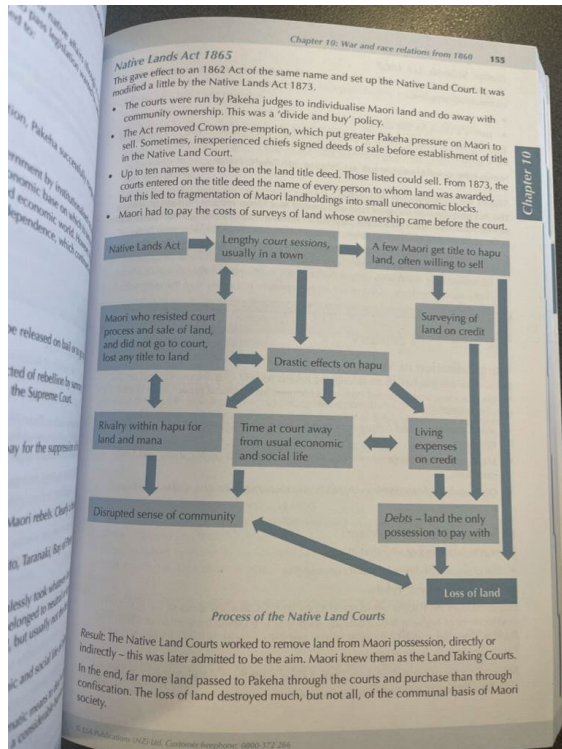 Chapter 10: War and race relations from 1860 155
Native Lands Act 1865
This gave effect to an 1862 Act of the same name and set up the Native Land Court. It was
modified a little by the Native Lands Act 1873.
• The courts were run by Pakeha judges to individualise Maori land and do away with
community ownership. This was a 'divide and buy' policy.
• The Act removed Crown pre-emption, which put greater Pakeha pressure on Maori to
sell. Sometimes, inexperienced chiefs signed deeds of sale before establishment of title
in the Native Land Court.
• Up to ten names were to be on the land title deed. Those listed could sell. From 1873, the
courts entered on the title deed the name of every person to whom land was awarded,
but this led to fragmentation of Maori landholdings into small uneconomic blocks.
• Maori had to pay the costs of surveys of land whose ownership came before the court.
Chapter 10
Native Lands Act
Lengthy court sessions,
usually in a town
A few Maori get title to hapu
land, often willing to sell
Maori who resisted court
process and sale of land,
and did not go to court,
lost any title to land
Surveying of
land on credit
Drastic effects on hapu
Rivalry within hapu for
land and mana
Time at court away
from usual economic
and social life
Living
expenses
on credit
Disrupted sense of community
Debts – land the only
possession to pay with
Loss of land
Process of the Native Land Courts
Result: The Native Land Courts worked to remove land from Maori possession, directly or
indirectly – this was later admitted to be the aim. Maori knew them as the Land Taking Courts.
In the end, far more land passed to Pakeha through the courts and purchase than through
confiscation. The loss of land destroyed much, but not all, of the communal basis of Maori
society.
Publications (NZ) Ltd. Customer freephone: 0800-372 266